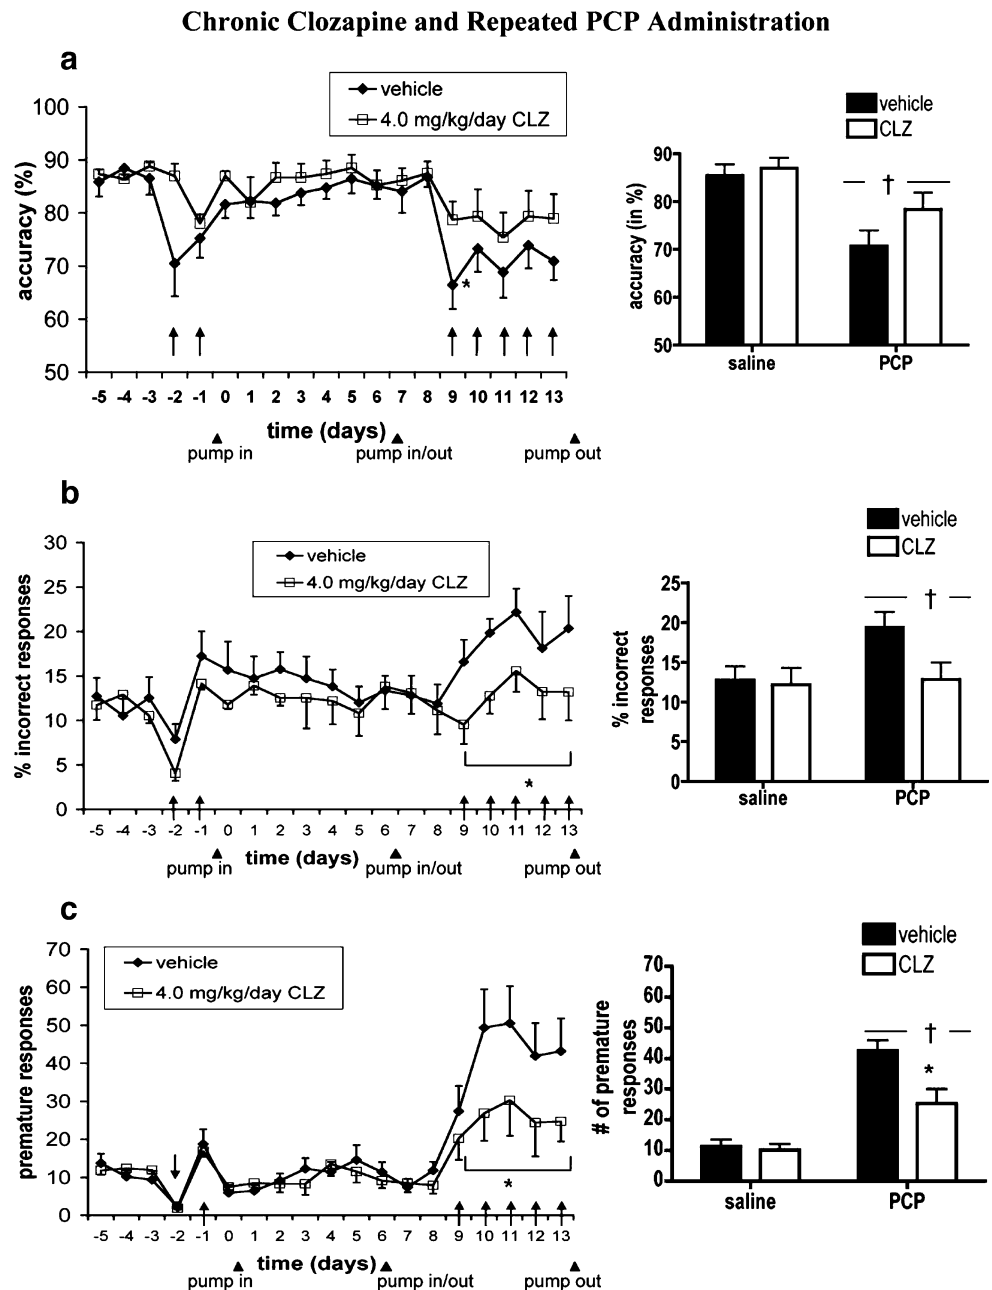 Chronic Clozapine and Repeated PCP Administration
a
vehicle
4.0 mg/kg/day CLZ
100
90
80
70
60
50
accuracy (%)
*
-5 -4 -3 -2 -1 0 1 2 3 4 5 6 7 8 9 10 11 12 13
time (days)
pump in
pump in/out
pump out
vehicle
CLZ
90
80
70
60
50
accuracy (in %)
†
saline
PCP
b
vehicle
4.0 mg/kg/day CLZ
30
25
20
15
10
5
0
% incorrect responses
*
-5 -4 -3 -2 -1 0 1 2 3 4 5 6 7 8 9 10 11 12 13
time (days)
pump in
pump in/out
pump out
vehicle
CLZ
25
20
15
10
5
0
% incorrect
responses
†
saline
PCP
c
vehicle
4.0 mg/kg/day CLZ
70
60
50
40
30
20
10
0
premature responses
*
-5 -4 -3 -2 -1 0 1 2 3 4 5 6 7 8 9 10 11 12 13
time (days)
pump in
pump in/out
pump out
vehicle
CLZ
70
60
50
40
30
20
10
0
# of premature
responses
†
*
saline
PCP